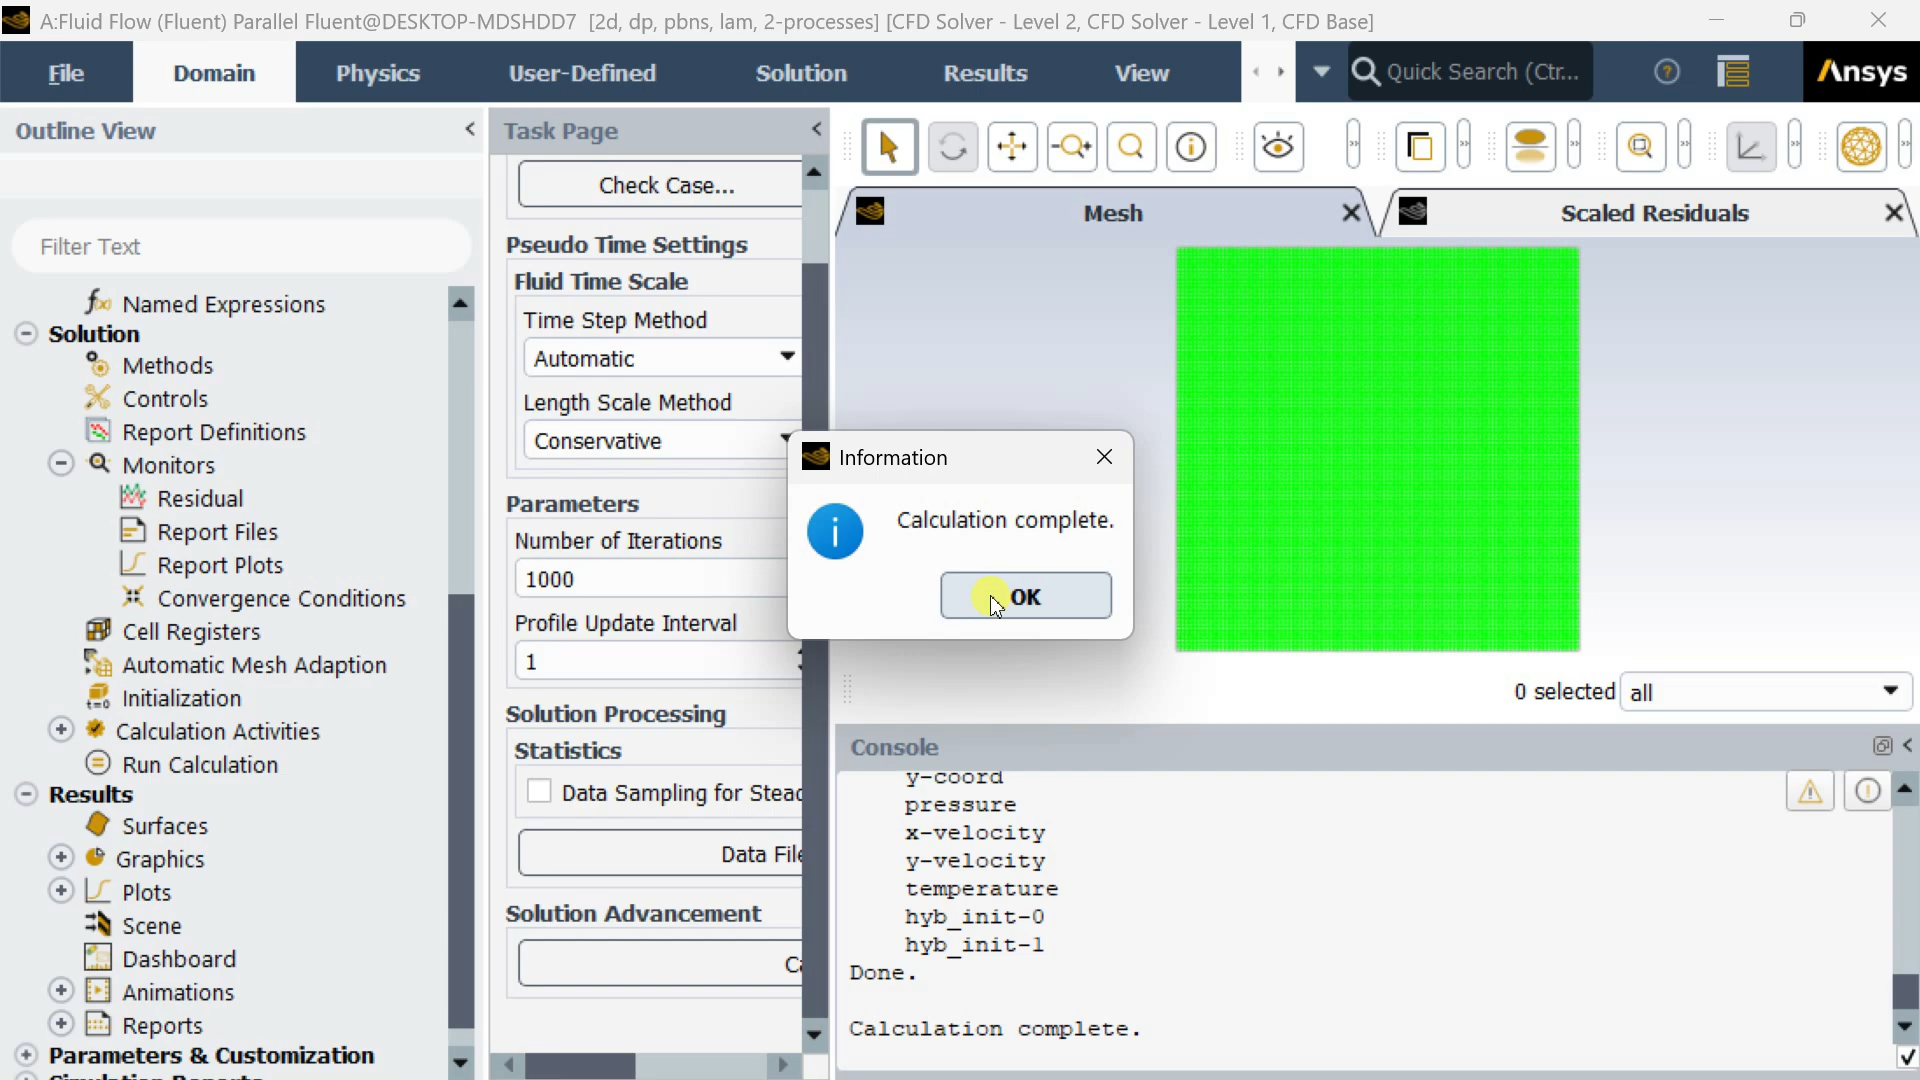 A:Fluid Flow (Fluent) Parallel Fluent@DESKTOP-MDSHDD7 [2d, dp, pbns, lam, 2-processes] [CFD Solver - Level 2, CFD Solver - Level 1, CFD Base]
File Domain Physics User-Defined Solution Results View Quick Search (Ctr... Ansys
Outline View
Filter Text
Named Expressions
Solution
Methods
Controls
Report Definitions
Monitors
Residual
Report Files
Report Plots
Convergence Conditions
Cell Registers
Automatic Mesh Adaption
Initialization
Calculation Activities
Run Calculation
Results
Surfaces
Graphics
Plots
Scene
Dashboard
Animations
Reports
Parameters & Customization
Task Page
Check Case...
Pseudo Time Settings
Fluid Time Scale
Time Step Method
Automatic
Length Scale Method
Conservative
Parameters
Number of Iterations
1000
Profile Update Interval
1
Solution Processing
Statistics
Data Sampling for Steac
Data File
Solution Advancement
Ca
Mesh
Scaled Residuals
Information
Calculation complete.
OK
0 selected all
Console
y-coord
pressure
x-velocity
y-velocity
temperature
hyb_init-0
hyb_init-1
Done.
Calculation complete.